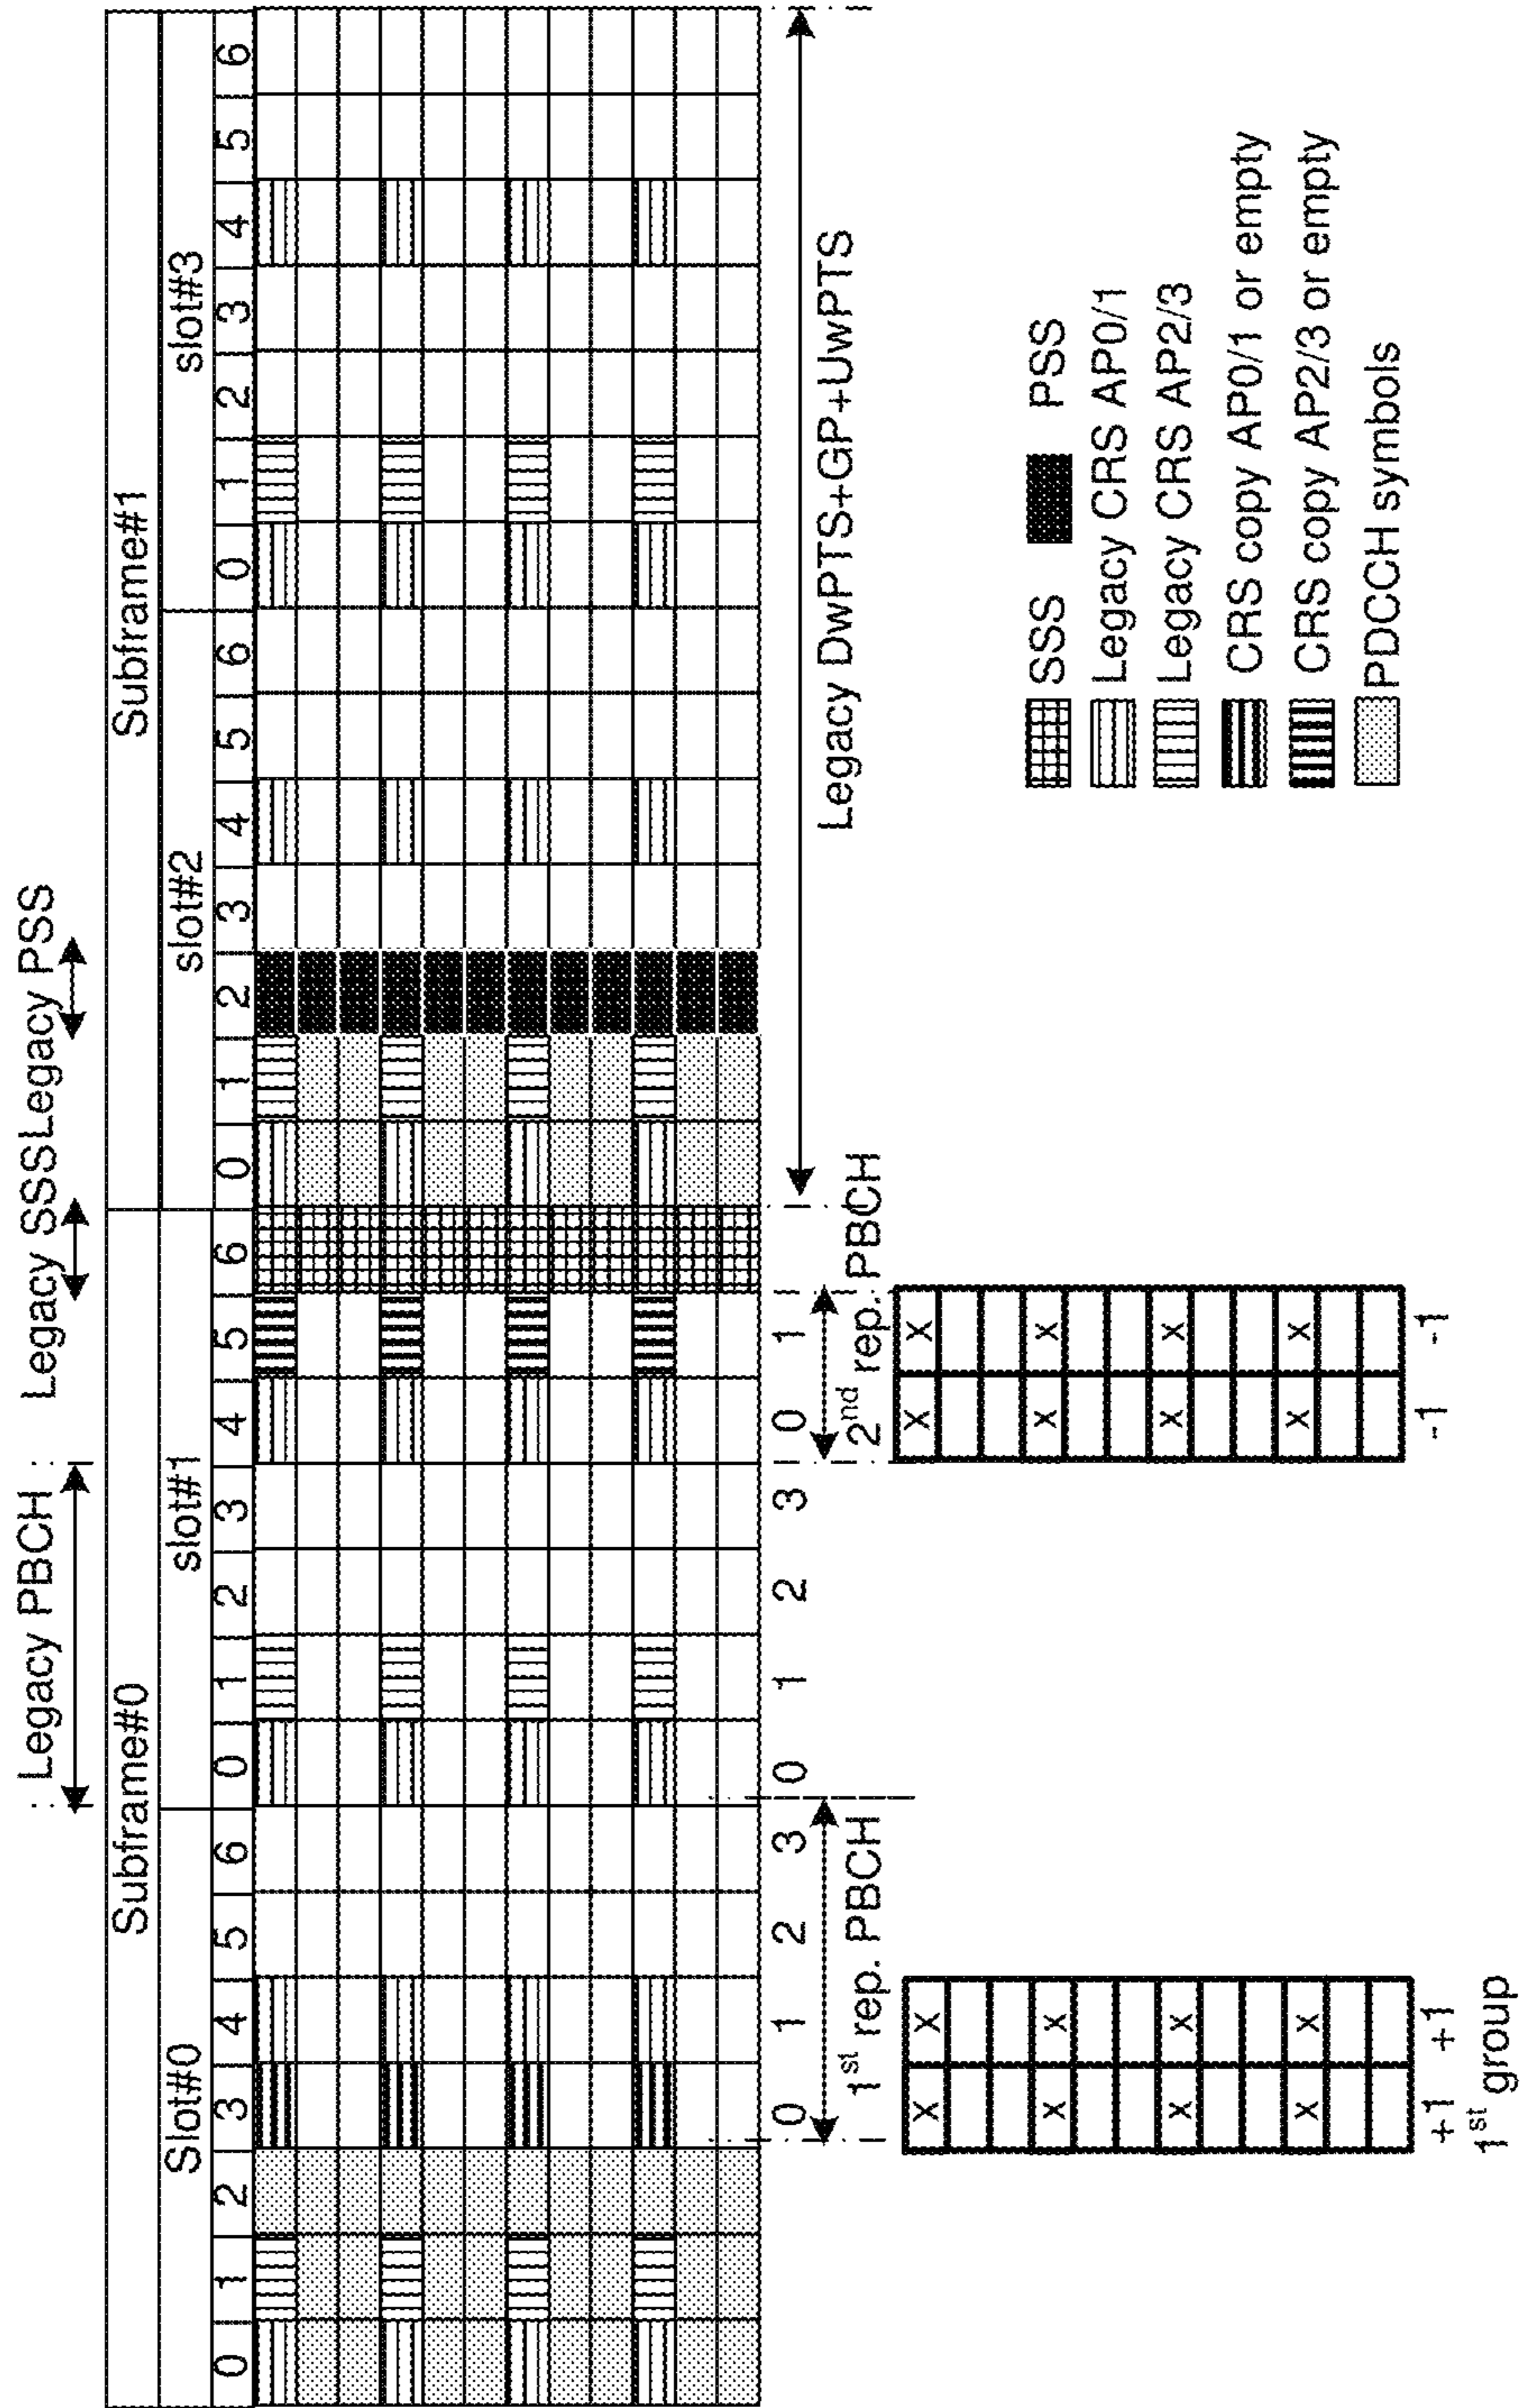 Legacy PBCH
Legacy SSS
Legacy PSS
Subframe#0
Subframe#1
Slot#0
slot#1
slot#2
slot#3
0 1 2 3 4 5 6 0 1 2 3 4 5 6 0 1 2 3 4 5 6 0 1 2 3 4 5 6
0 1 2 3 0 1 2 3 0 1
1st rep. PBCH
2nd rep. PBCH
Legacy DwPTS+GP+UwPTS
X X X X
X X X X
X X X X
X X X X
+1 +1 -1 -1
1st group
SSS
PSS
Legacy CRS AP0/1
Legacy CRS AP2/3
CRS copy AP0/1 or empty
CRS copy AP2/3 or empty
PDCCH symbols